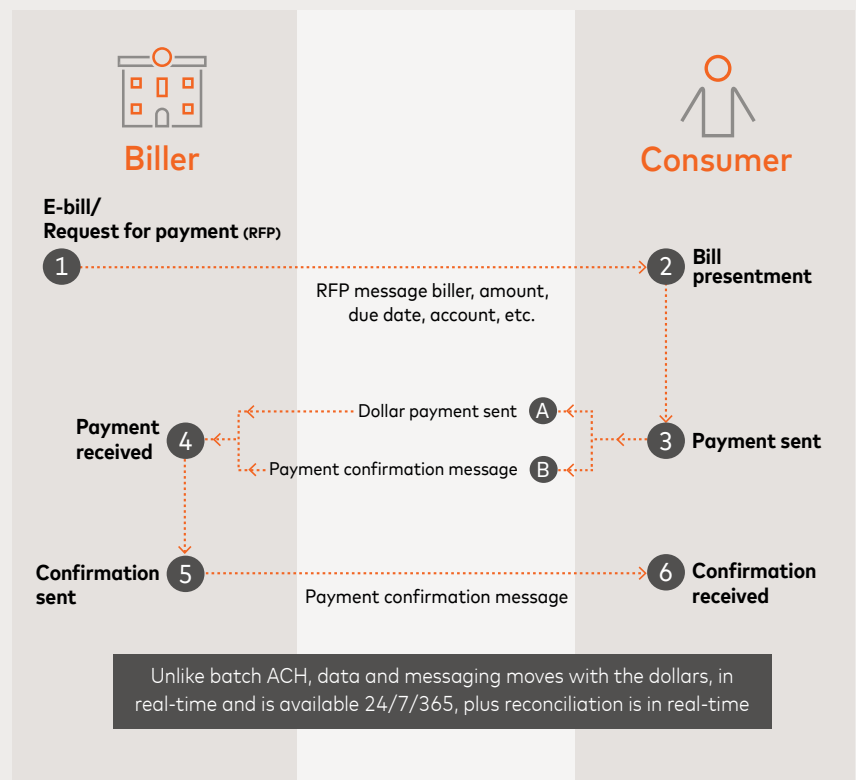 Biller
Consumer
E-bill/
Request for payment (RFP)
1
2
Bill
presentment
RFP message biller, amount,
due date, account, etc.
Dollar payment sent
A
Payment
received
4
3
Payment sent
Payment confirmation message
B
Confirmation
sent
5
6
Confirmation
received
Payment confirmation message
Unlike batch ACH, data and messaging moves with the dollars, in
real-time and is available 24/7/365, plus reconciliation is in real-time